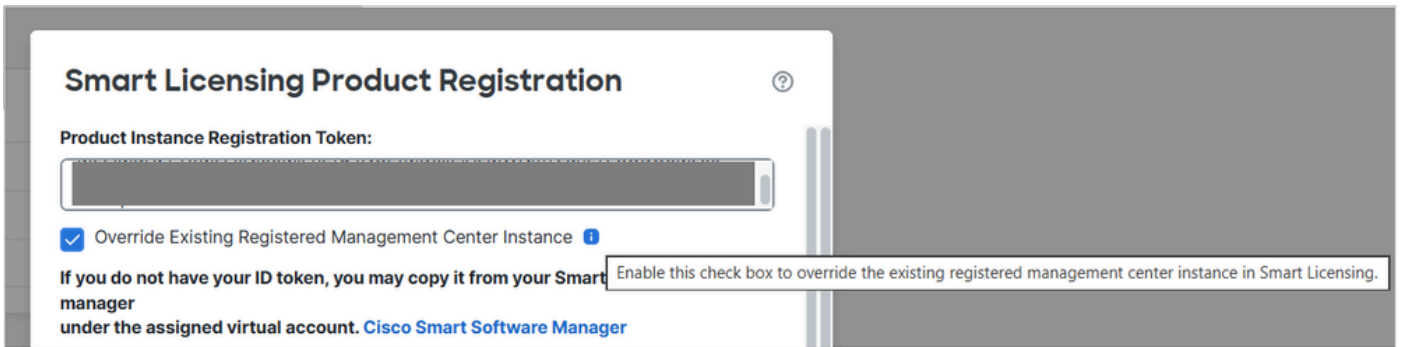 Smart Licensing Product Registration
Product Instance Registration Token:
Override Existing Registered Management Center Instance
Enable this check box to override the existing registered management center instance in Smart Licensing.
If you do not have your ID token, you may copy it from your Smart
manager
under the assigned virtual account. Cisco Smart Software Manager